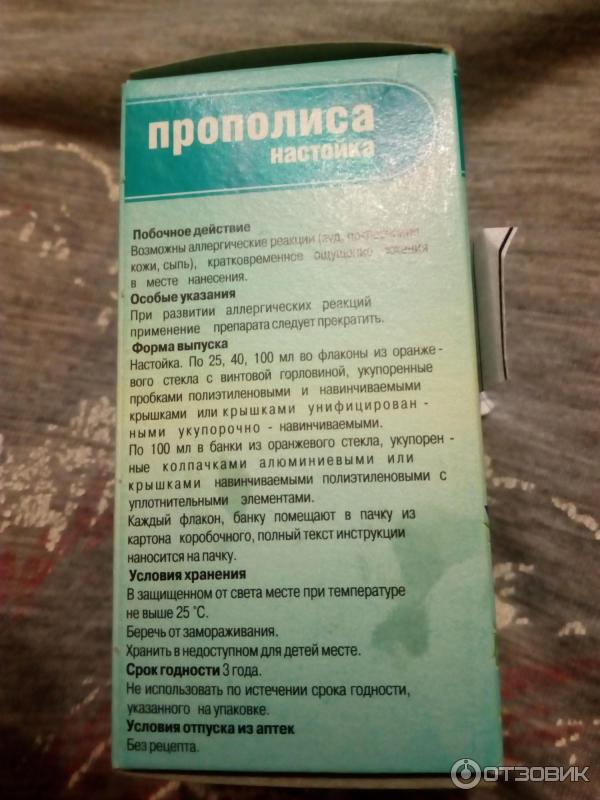 прополиса
настойка
Побочное действие
Возможны аллергические реакции (зуд, покраснение
кожи, сыпь), кратковременное ощущение жжения
в месте нанесения.
Особые указания
При развитии аллергических реакций
применение препарата следует прекратить.
Форма выпуска
Настойка. По 25, 40, 100 мл во флаконы из оранже-
вого стекла с винтовой горловиной, укупоренные
пробками полиэтиленовыми и навинчиваемыми
крышками или крышками унифицирован-
ными укупорочно - навинчиваемыми.
По 100 мл в банки из оранжевого стекла, укупорен-
ные колпачками алюминиевыми или
крышками навинчиваемыми полиэтиленовыми с
уплотнительными элементами.
Каждый флакон, банку помещают в пачку из
картона коробочного, полный текст инструкции
наносится на пачку.
Условия хранения
В защищенном от света месте при температуре
не выше 25 °С.
Беречь от замораживания.
Хранить в недоступном для детей месте.
Срок годности 3 года.
Не использовать по истечении срока годности,
указанного на упаковке.
Условия отпуска из аптек
Без рецепта.
ОТЗОВИК